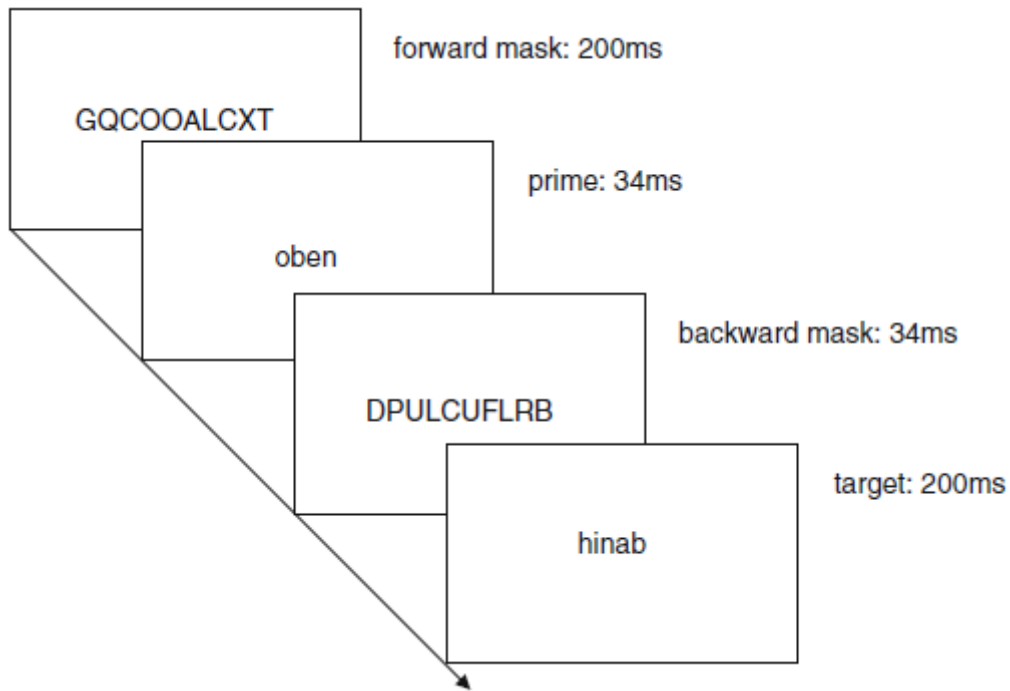 GQCOOALCXT
forward mask: 200ms
oben
prime: 34ms
DPULCUFLRB
backward mask: 34ms
hinab
target: 200ms